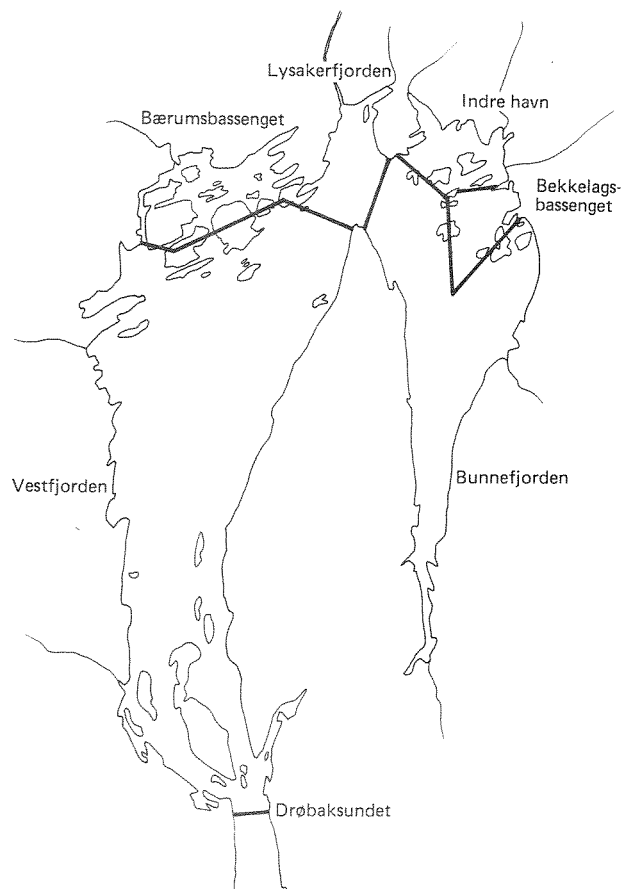 Lysakerfjorden
Indre havn
Bærumsbassenget
Bekkelags-
bassenget
Bunnefjorden
Vestfjorden
Drøbaksundet